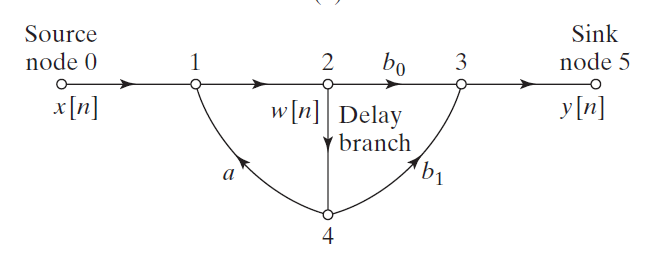 Source
node 0
1
2
b0
3
Sink
node 5
x[n]
w[n]
Delay
branch
y[n]
a
b1
4